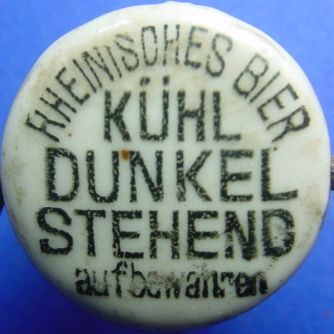 RHEINISCHES BIER
KÜHL
DUNKEL
STEHEND
aufbewahren